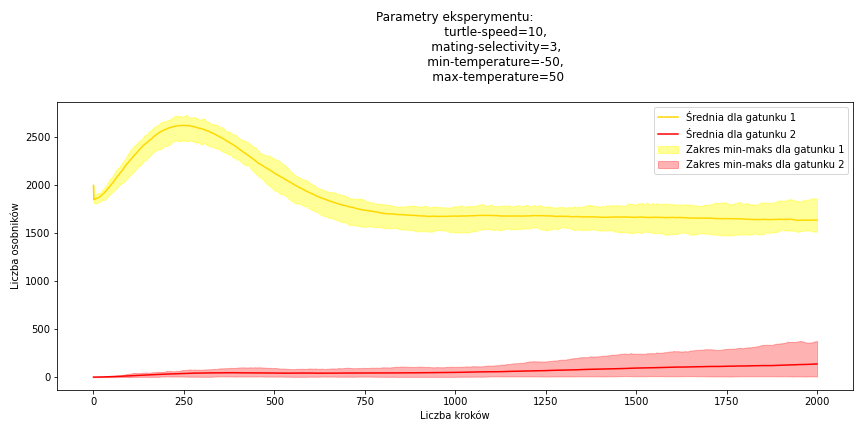 Parametry eksperymentu:
turtle-speed=10,
mating-selectivity=3,
min-temperature=-50,
max-temperature=50
Średnia dla gatunku 1
Średnia dla gatunku 2
Zakres min-maks dla gatunku 1
Zakres min-maks dla gatunku 2
Liczba osobników
2500
2000
1500
1000
500
0
0 250 500 750 1000 1250 1500 1750 2000
Liczba kroków